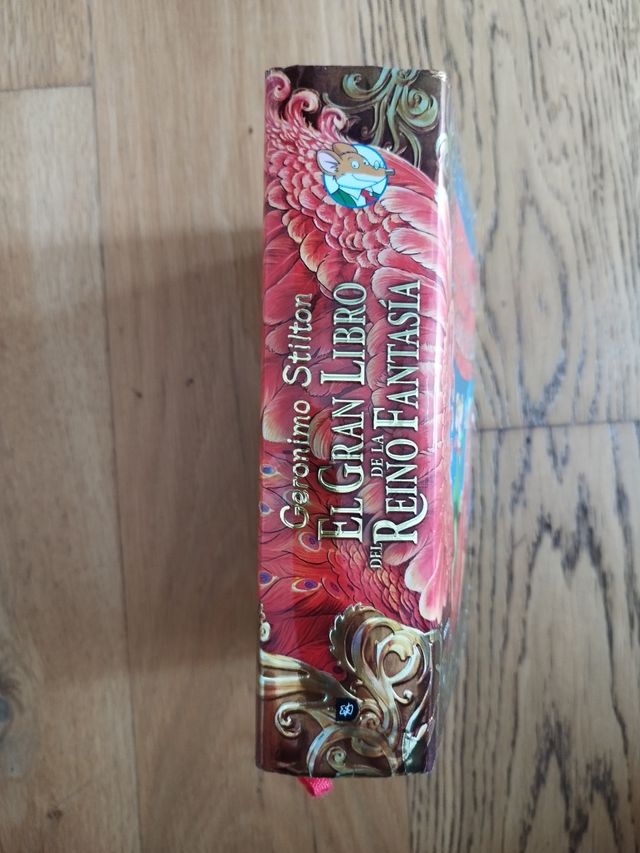 Geronimo Stilton
EL GRAN LIBRO
DEL REINO DE LA FANTASÍA